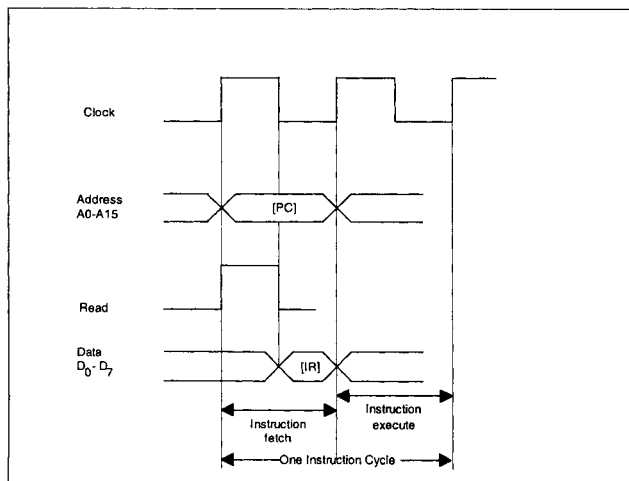 Clock
Address
A0-A15
[PC]
Read
Data
D0 - D7
[IR]
Instruction
fetch
Instruction
execute
One Instruction Cycle